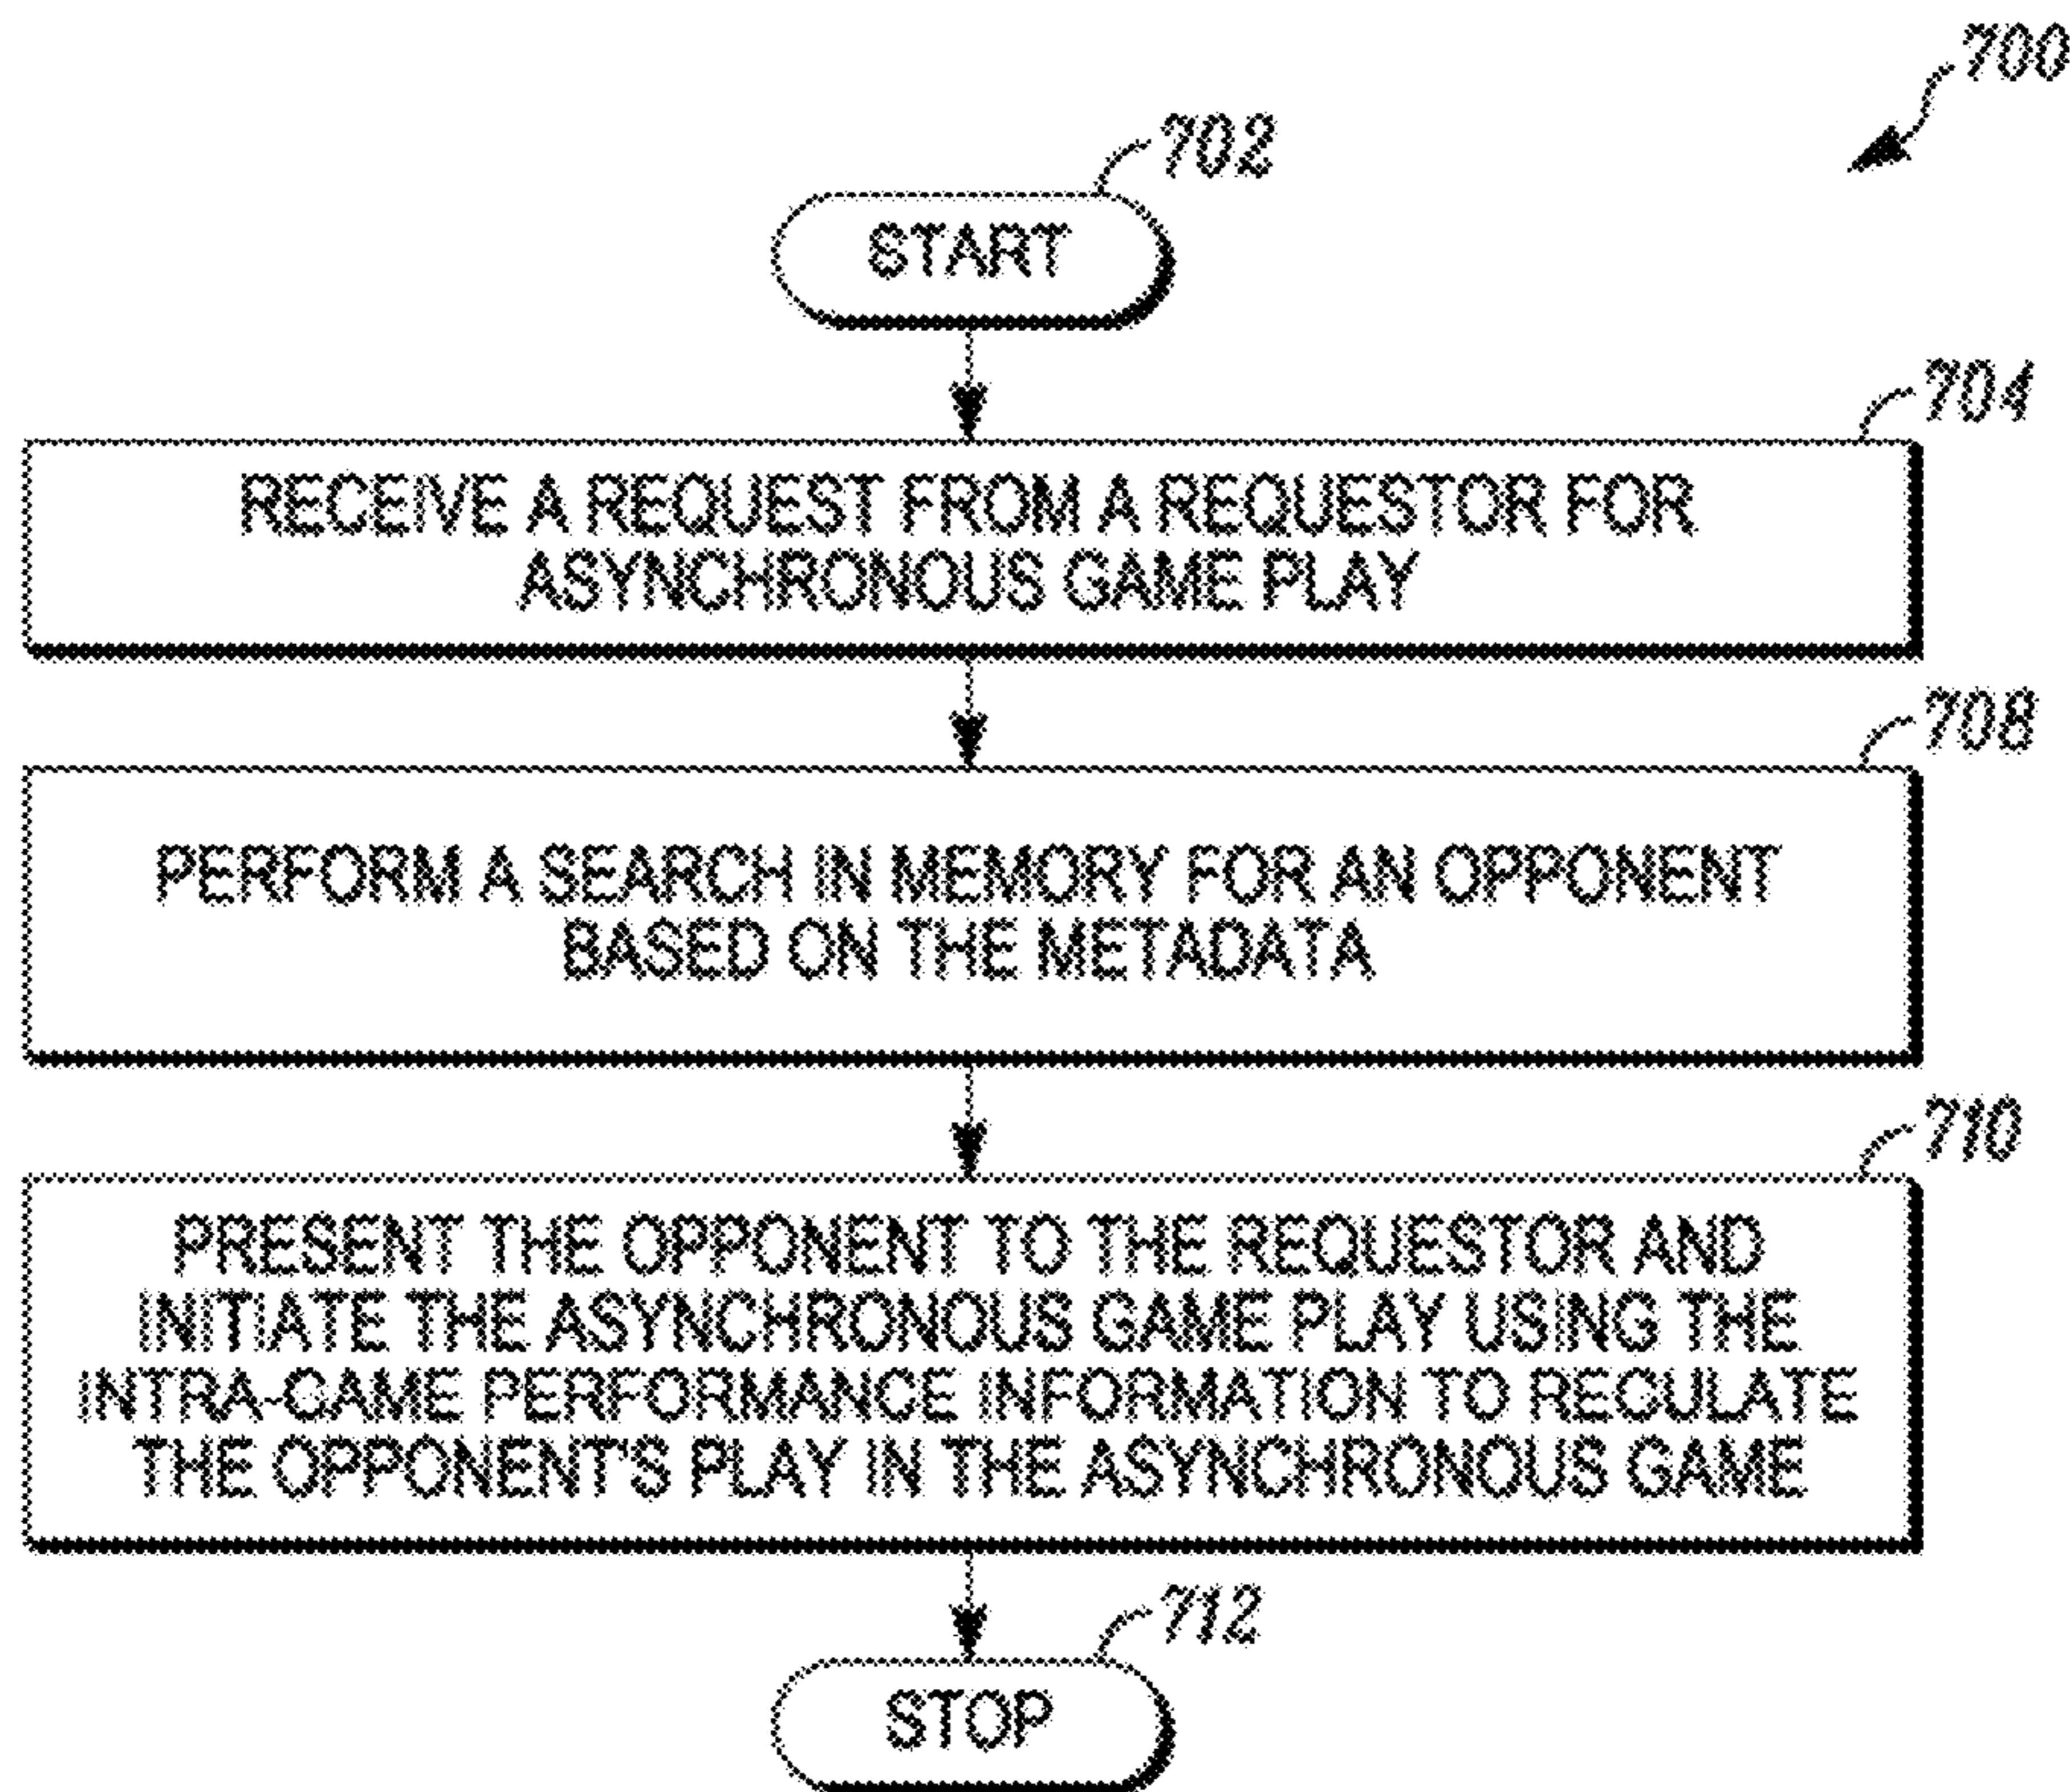 700
702
START
704
RECEIVE A REQUEST FROM A REQUESTOR FOR
ASYNCHRONOUS GAME PLAY
708
PERFORM A SEARCH IN MEMORY FOR AN OPPONENT
BASED ON THE METADATA
710
PRESENT THE OPPONENT TO THE REQUESTOR AND
INITIATE THE ASYNCHRONOUS GAME PLAY USING THE
INTRA-GAME PERFORMANCE INFORMATION TO REGULATE
THE OPPONENT'S PLAY IN THE ASYNCHRONOUS GAME
712
STOP